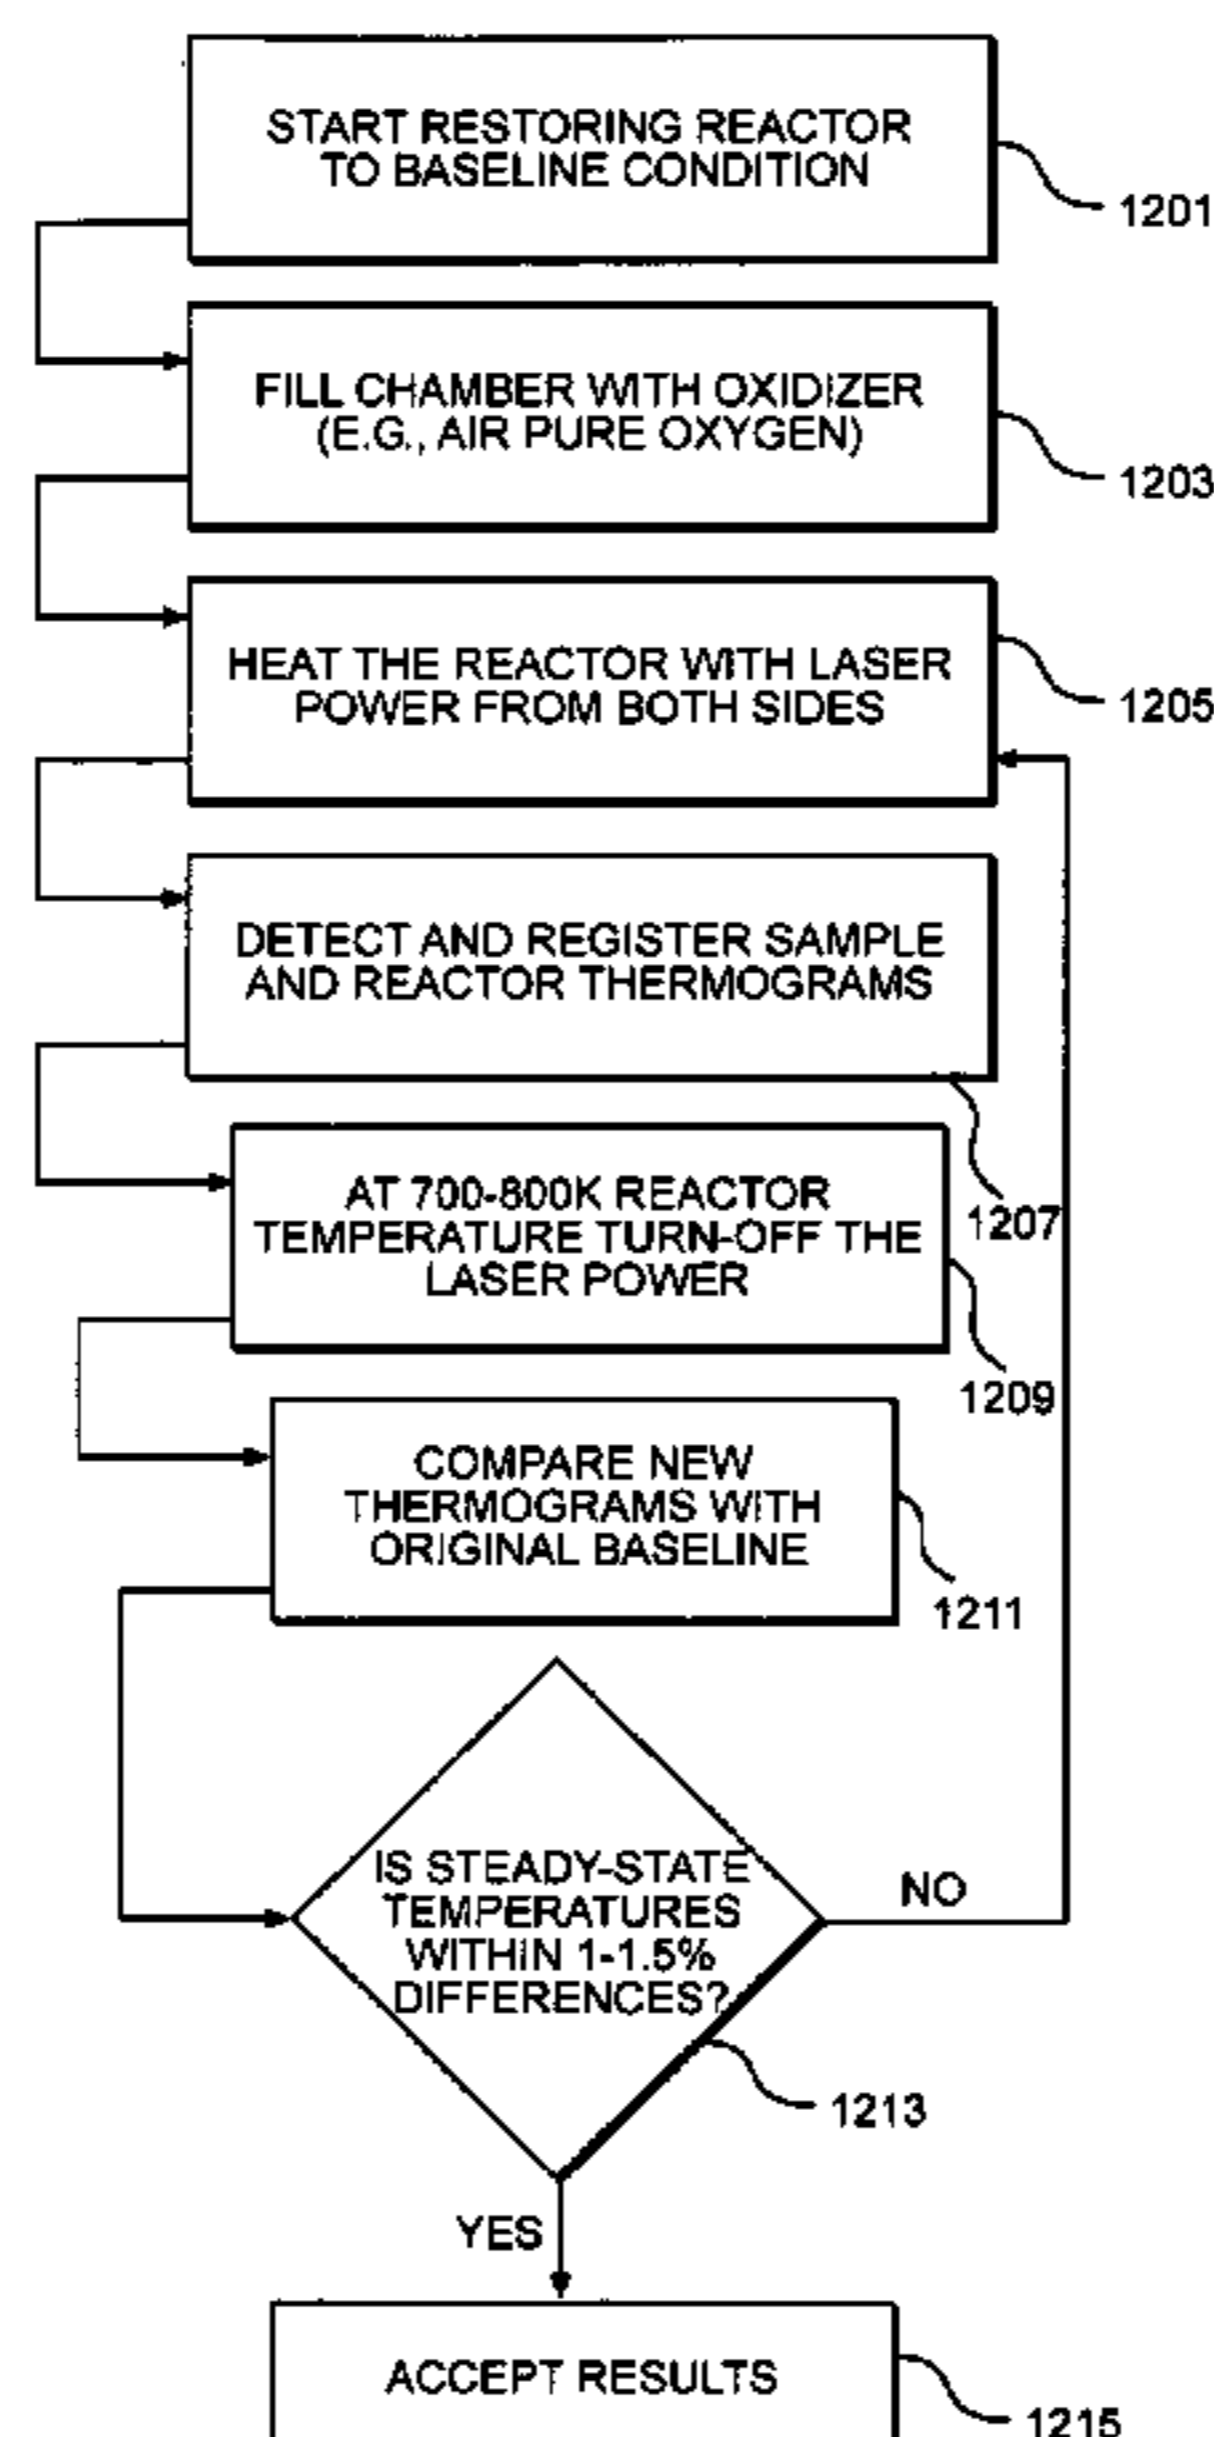 START RESTORING REACTOR
TO BASELINE CONDITION
1201
FILL CHAMBER WITH OXIDIZER
(E.G., AIR PURE OXYGEN)
1203
HEAT THE REACTOR WITH LASER
POWER FROM BOTH SIDES
1205
DETECT AND REGISTER SAMPLE
AND REACTOR THERMOGRAMS
1207
AT 700-800K REACTOR
TEMPERATURE TURN-OFF THE
LASER POWER
1209
COMPARE NEW
THERMOGRAMS WITH
ORIGINAL BASELINE
1211
IS STEADY-STATE
TEMPERATURES
WITHIN 1-1.5%
DIFFERENCES?
NO
1213
YES
ACCEPT RESULTS
1215